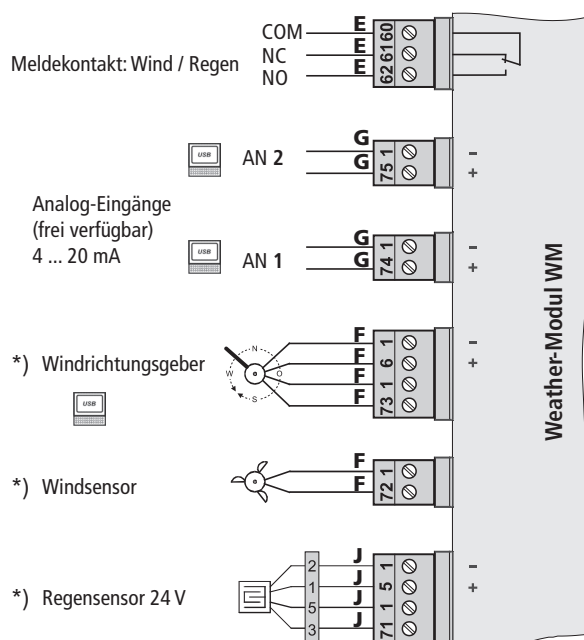 COM E 60
Meldekontakt: Wind / Regen NC E 61
NO E 62
USB AN 2 G 1 –
G 75 +
Analog-Eingänge
(frei verfügbar)
4 ... 20 mA
USB AN 1 G 1 –
G 74 +
Weather-Modul WM
*) Windrichtungsgeber N O S W F 1 –
F 6 +
F 1
USB F 73
*) Windsensor F 1
F 72
2 J 1 –
1 J 5 +
*) Regensensor 24 V 5 J 1
3 J 71